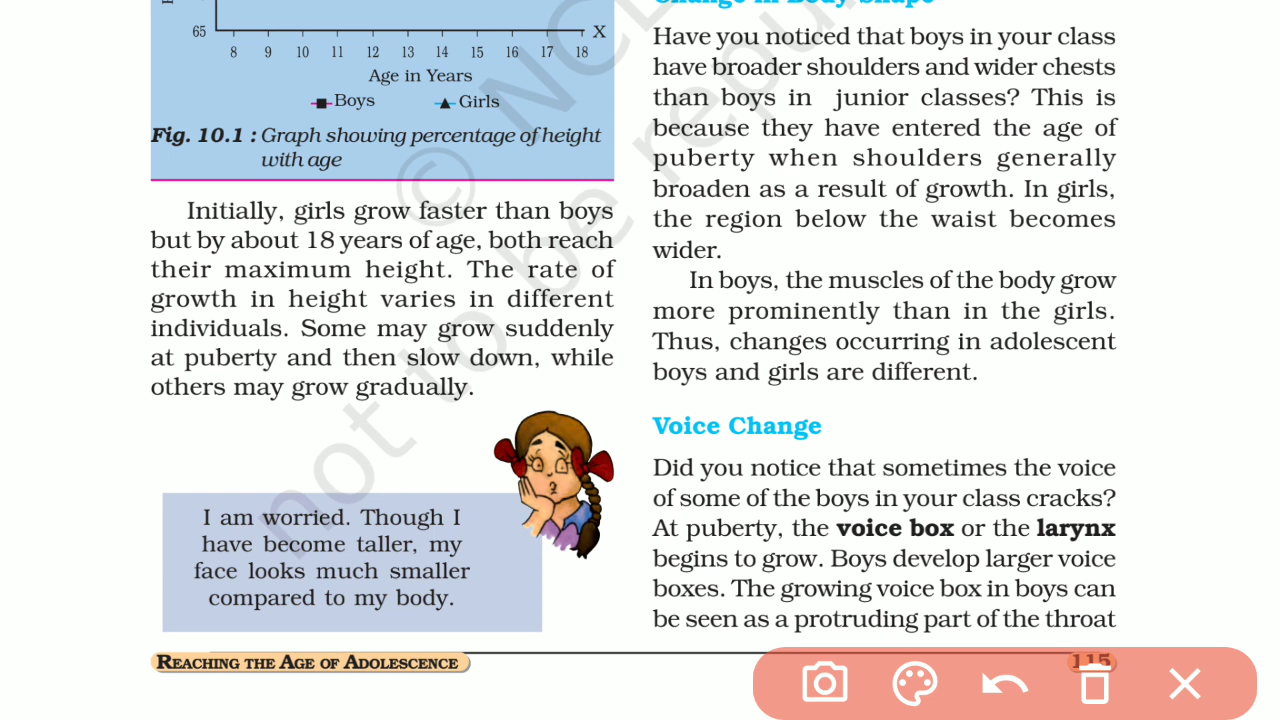 65
X
8 9 10 11 12 13 14 15 16 17 18
Age in Years
Boys Girls
Fig. 10.1 : Graph showing percentage of height
with age
Initially, girls grow faster than boys
but by about 18 years of age, both reach
their maximum height. The rate of
growth in height varies in different
individuals. Some may grow suddenly
at puberty and then slow down, while
others may grow gradually.
I am worried. Though I
have become taller, my
face looks much smaller
compared to my body.
Change in Body Shape
Have you noticed that boys in your class
have broader shoulders and wider chests
than boys in junior classes? This is
because they have entered the age of
puberty when shoulders generally
broaden as a result of growth. In girls,
the region below the waist becomes
wider.
In boys, the muscles of the body grow
more prominently than in the girls.
Thus, changes occurring in adolescent
boys and girls are different.
Voice Change
Did you notice that sometimes the voice
of some of the boys in your class cracks?
At puberty, the voice box or the larynx
begins to grow. Boys develop larger voice
boxes. The growing voice box in boys can
be seen as a protruding part of the throat
REACHING THE AGE OF ADOLESCENCE
115
not to be